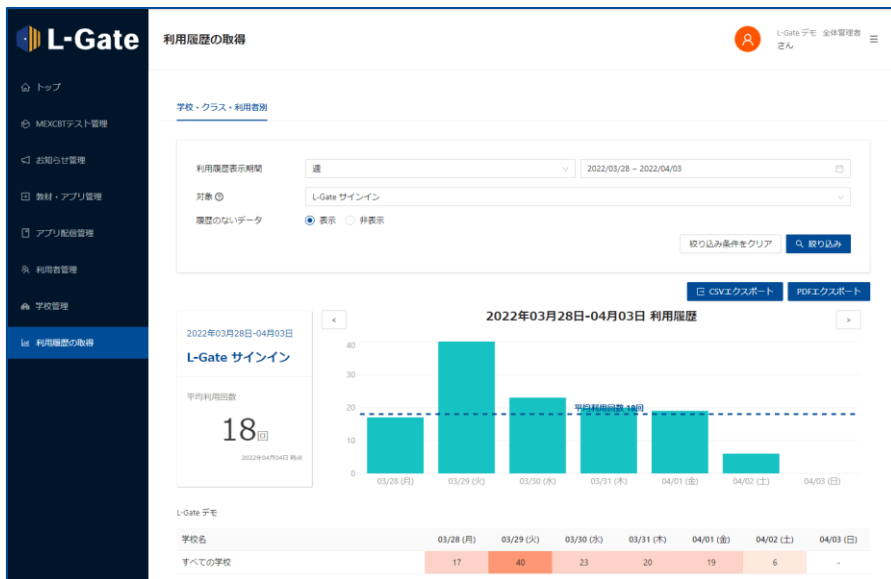 L-Gate
利用履歴の取得
L-Gate デモ 全体管理者
さん
トップ
MEXCBTテスト管理
お知らせ管理
教材・アプリ管理
アプリ配信管理
利用者管理
学校管理
利用履歴の取得
学校・クラス・利用者別
利用履歴表示期間 週 2022/03/28 ~ 2022/04/03
対象 L-Gate サインイン
履歴のないデータ 表示 非表示
絞り込み条件をクリア 絞り込み
CSVエクスポート PDFエクスポート
2022年03月28日-04月03日
L-Gate サインイン
平均利用回数
18回
2022年04月04日 時点
< 2022年03月28日-04月03日 利用履歴 >
40
30
20
10
0
平均利用回数 18回
03/28 (月) 03/29 (火) 03/30 (水) 03/31 (木) 04/01 (金) 04/02 (土) 04/03 (日)
L-Gate デモ
学校名 03/28 (月) 03/29 (火) 03/30 (水) 03/31 (木) 04/01 (金) 04/02 (土) 04/03 (日)
すべての学校 17 40 23 20 19 6 -